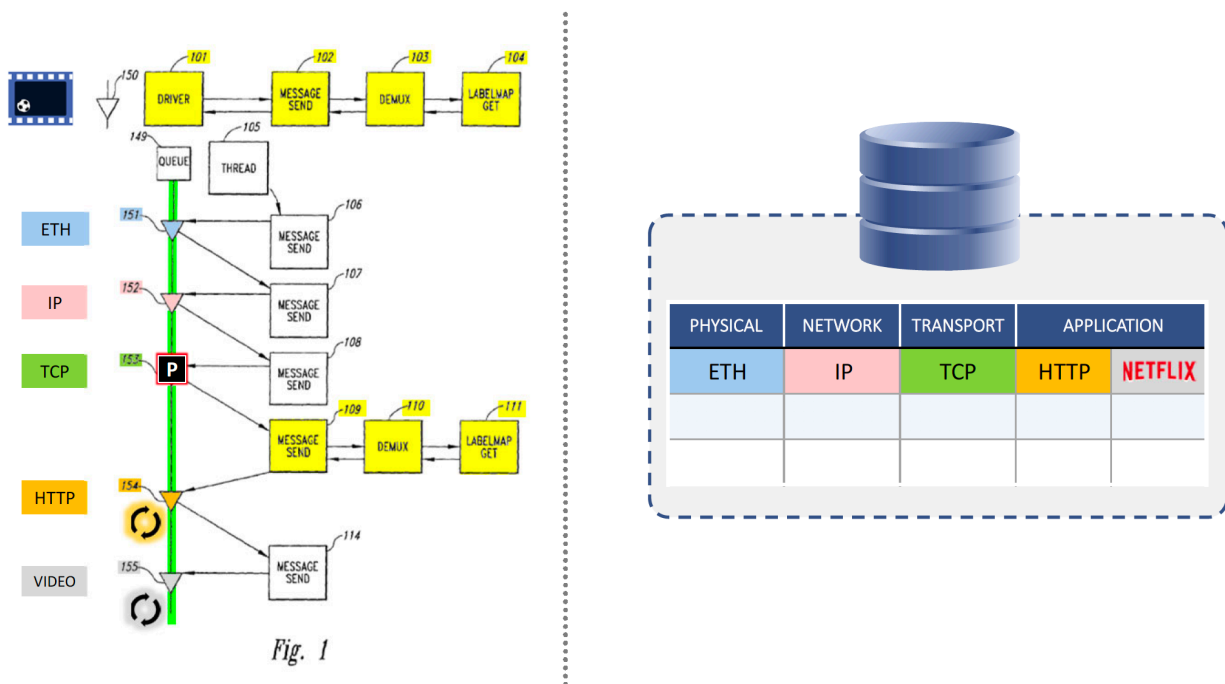 101
102
103
104
150
DRIVER
MESSAGE
SEND
DEMUX
LABELMAP
GET
149
105
QUEUE
THREAD
ETH
151
106
MESSAGE
SEND
IP
152
107
MESSAGE
SEND
TCP
153
P
108
MESSAGE
SEND
109
110
111
MESSAGE
SEND
DEMUX
LABELMAP
GET
HTTP
154
114
VIDEO
155
MESSAGE
SEND
Fig. 1
PHYSICAL NETWORK TRANSPORT APPLICATION
ETH IP TCP HTTP NETFLIX